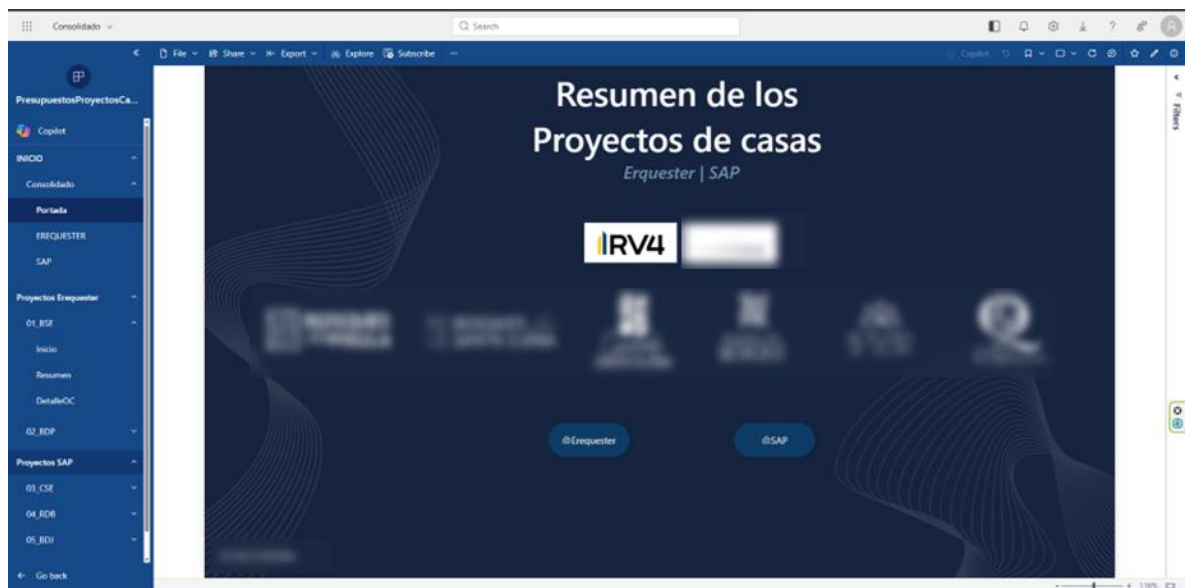 Consolidado
Search
File
Share
Export
Explore
Subscribe
Copilot
PresupuestosProyectosCa...
Copilot
INICIO
Consolidado
Portada
EREQUESTER
SAP
Proyectos Erequester
01_BSE
Inicio
Resumen
DetalleOC
02_BDP
Proyectos SAP
03_CSE
04_RDB
05_BDJ
Go back
Resumen de los
Proyectos de casas
Erquester | SAP
RV4
Erequester
SAP
Filters
118%